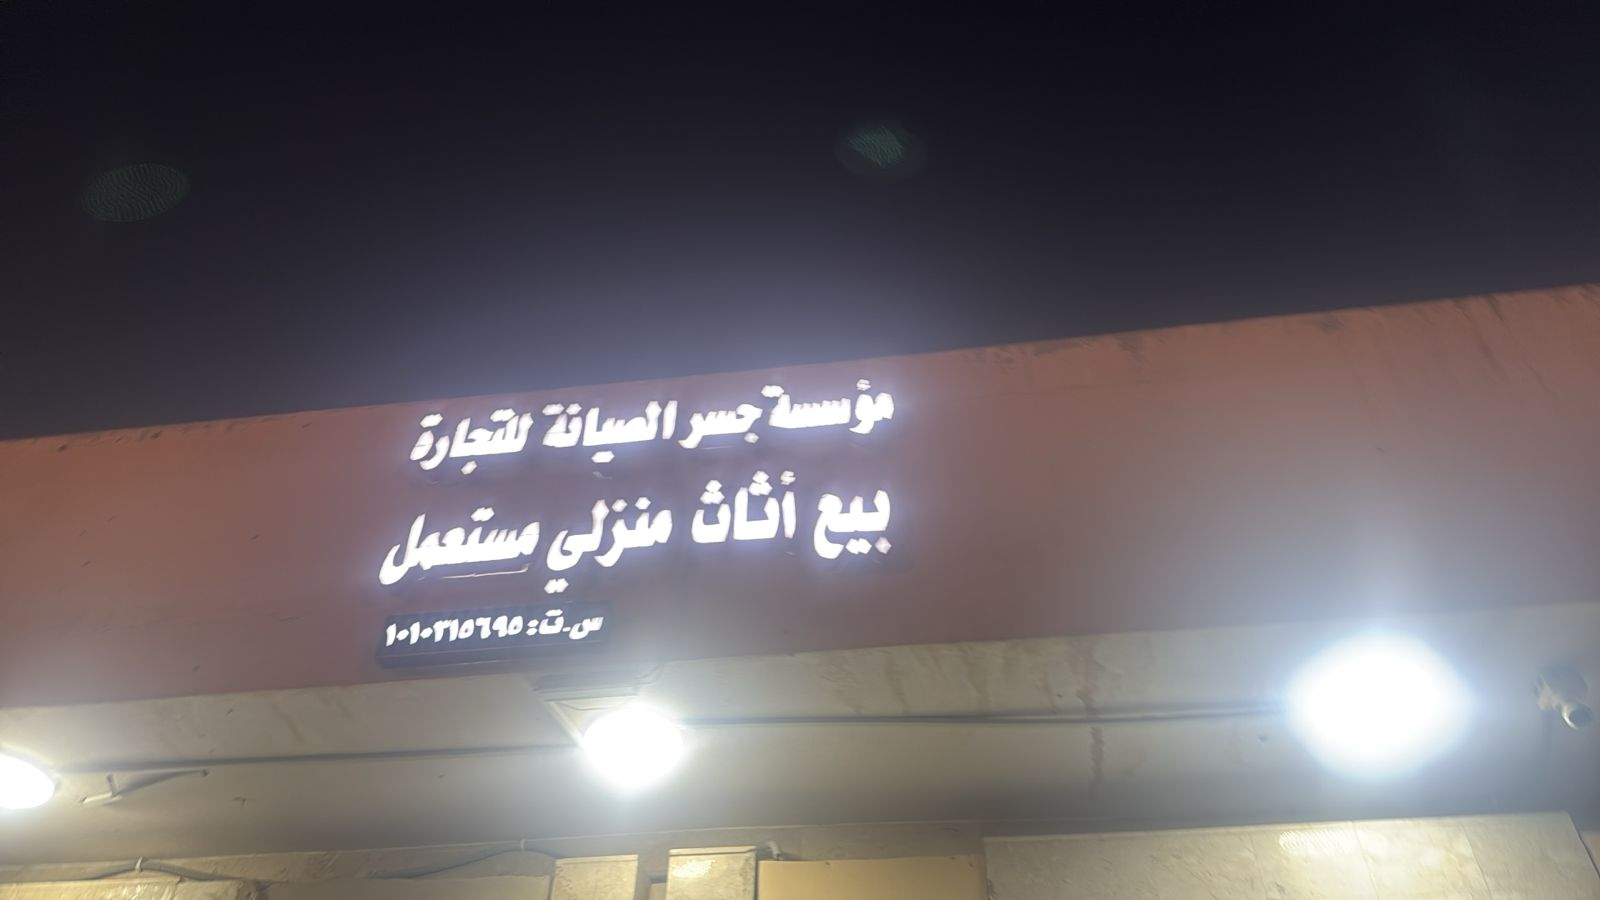 مؤسسة جسر الصيانة للتجارة
بيع أثاث منزلي مستعمل
س.ت: ١٠١٠٣١٥٦٩٥